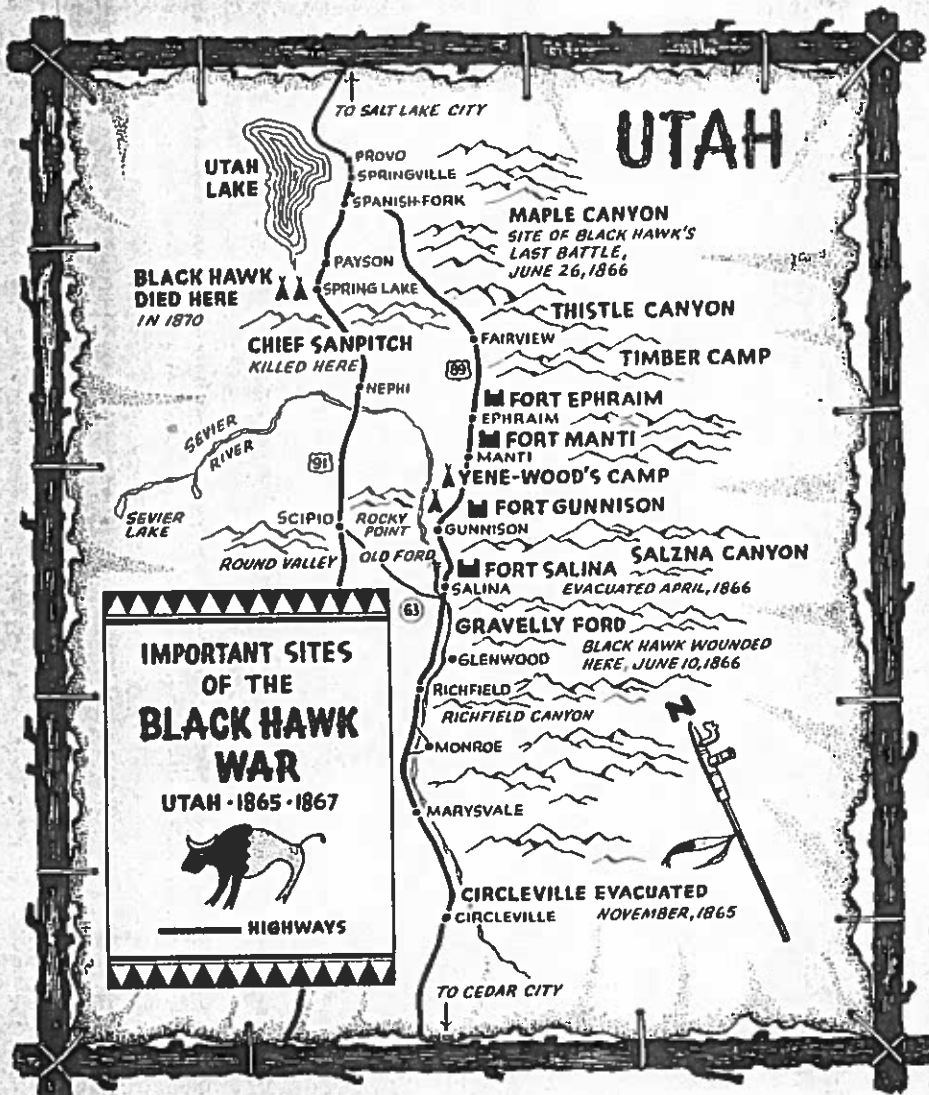 TO SALT LAKE CITY
UTAH
UTAH
LAKE
PROVO
SPRINGVILLE
SPANISH-FORK
MAPLE CANYON
SITE OF BLACK HAWK'S
LAST BATTLE,
JUNE 26, 1866
PAYSON
BLACK HAWK
DIED HERE
IN 1870
SPRING LAKE
THISTLE CANYON
CHIEF SANPITCH
KILLED HERE
FAIRVIEW
TIMBER CAMP
89
NEPHI
FORT EPHRAIM
EPHRAIM
FORT MANTI
MANTI
SEVIER
RIVER
91
YENE-WOOD'S CAMP
FORT GUNNISON
SEVIER
LAKE
SCIPIO
ROCKY
POINT
GUNNISON
ROUND VALLEY
OLD FORD
SALZNA CANYON
FORT SALINA
SALINA
EVACUATED APRIL, 1866
63
GRAVELLY FORD
BLACK HAWK WOUNDED
HERE, JUNE 10, 1866
GLENWOOD
RICHFIELD
RICHFIELD CANYON
N
MONROE
MARYSVALE
CIRCLEVILLE EVACUATED
NOVEMBER, 1865
CIRCLEVILLE
TO CEDAR CITY
IMPORTANT SITES
OF THE
BLACK HAWK
WAR
UTAH · 1865 · 1867
HIGHWAYS